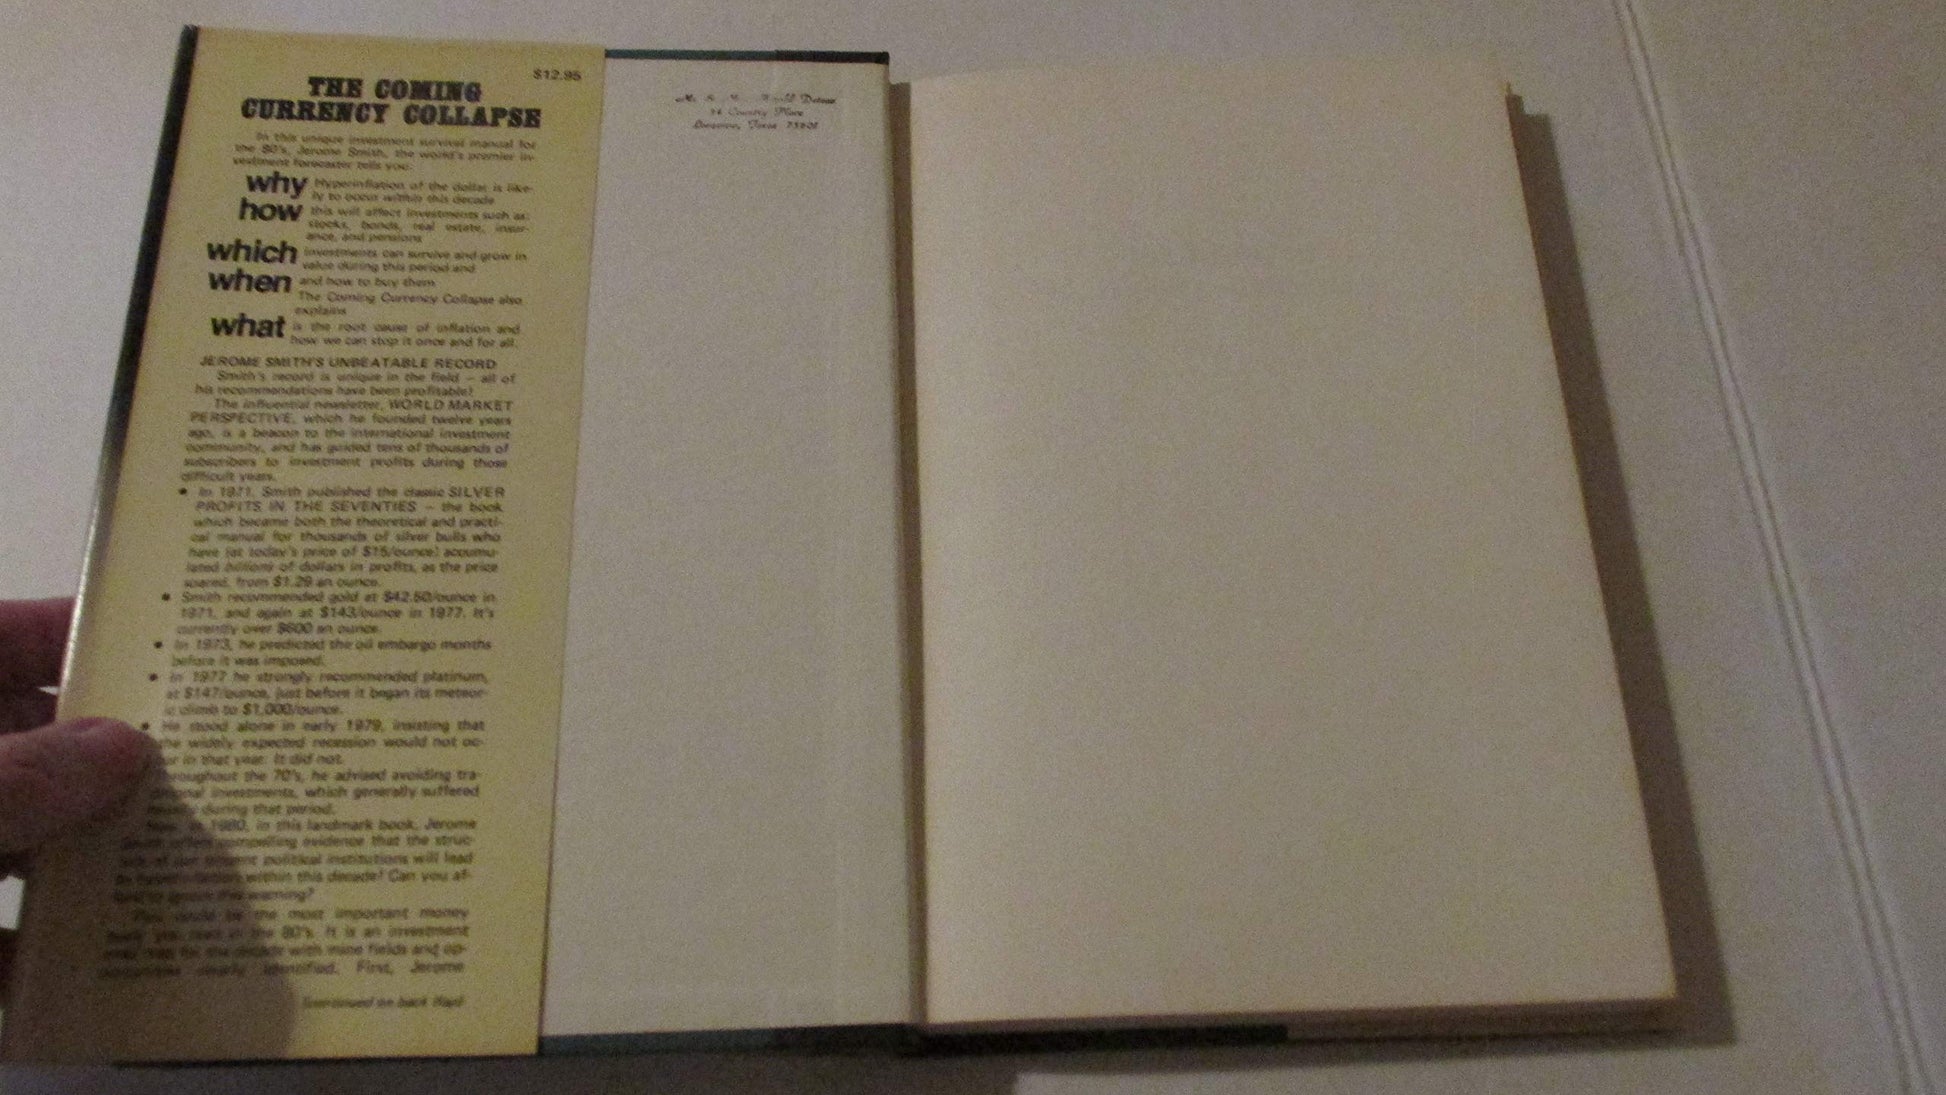 $12.95
THE COMING
CURRENCY COLLAPSE
In this unique investment survival manual for
the 80's, Jerome Smith, the world's premier in-
vestment forecaster tells you:
why Hyperinflation of the dollar is like-
ly to occur within this decade
how this will affect investments such as:
stocks, bonds, real estate, insur-
ance, and pensions
which investments can survive and grow in
value during this period and
when and how to buy them
The Coming Currency Collapse also
explains
what is the root cause of inflation and
how we can stop it once and for all.
JEROME SMITH'S UNBEATABLE RECORD
Smith's record is unique in the field — all of
his recommendations have been profitable!
The influential newsletter, WORLD MARKET
PERSPECTIVE, which he founded twelve years
ago, is a beacon to the international investment
community, and has guided tens of thousands of
subscribers to investment profits during those
difficult years.
• In 1971, Smith published the classic SILVER
PROFITS IN THE SEVENTIES — the book
which became both the theoretical and practi-
cal manual for thousands of silver bulls who
have (at today's price of $15/ounce) accumu-
lated billions of dollars in profits, as the price
soared, from $1.29 an ounce.
• Smith recommended gold at $42.50/ounce in
1971, and again at $143/ounce in 1977. It's
currently over $600 an ounce.
• In 1973, he predicted the oil embargo months
before it was imposed.
• In 1977 he strongly recommended platinum,
at $147/ounce, just before it began its meteor-
ic climb to $1,000/ounce.
• He stood alone in early 1979, insisting that
the widely expected recession would not oc-
cur in that year. It did not.
Throughout the 70's, he advised avoiding tra-
investments, which generally suffered
during that period.
1980, in this landmark book, Jerome
compelling evidence that the struc-
political institutions will lead
within this decade! Can you af-
warning?
the most important money
the 80's. It is an investment
with mine fields and op-
clearly identified. First, Jerome
(continued on back flap)
Country Place
Texas